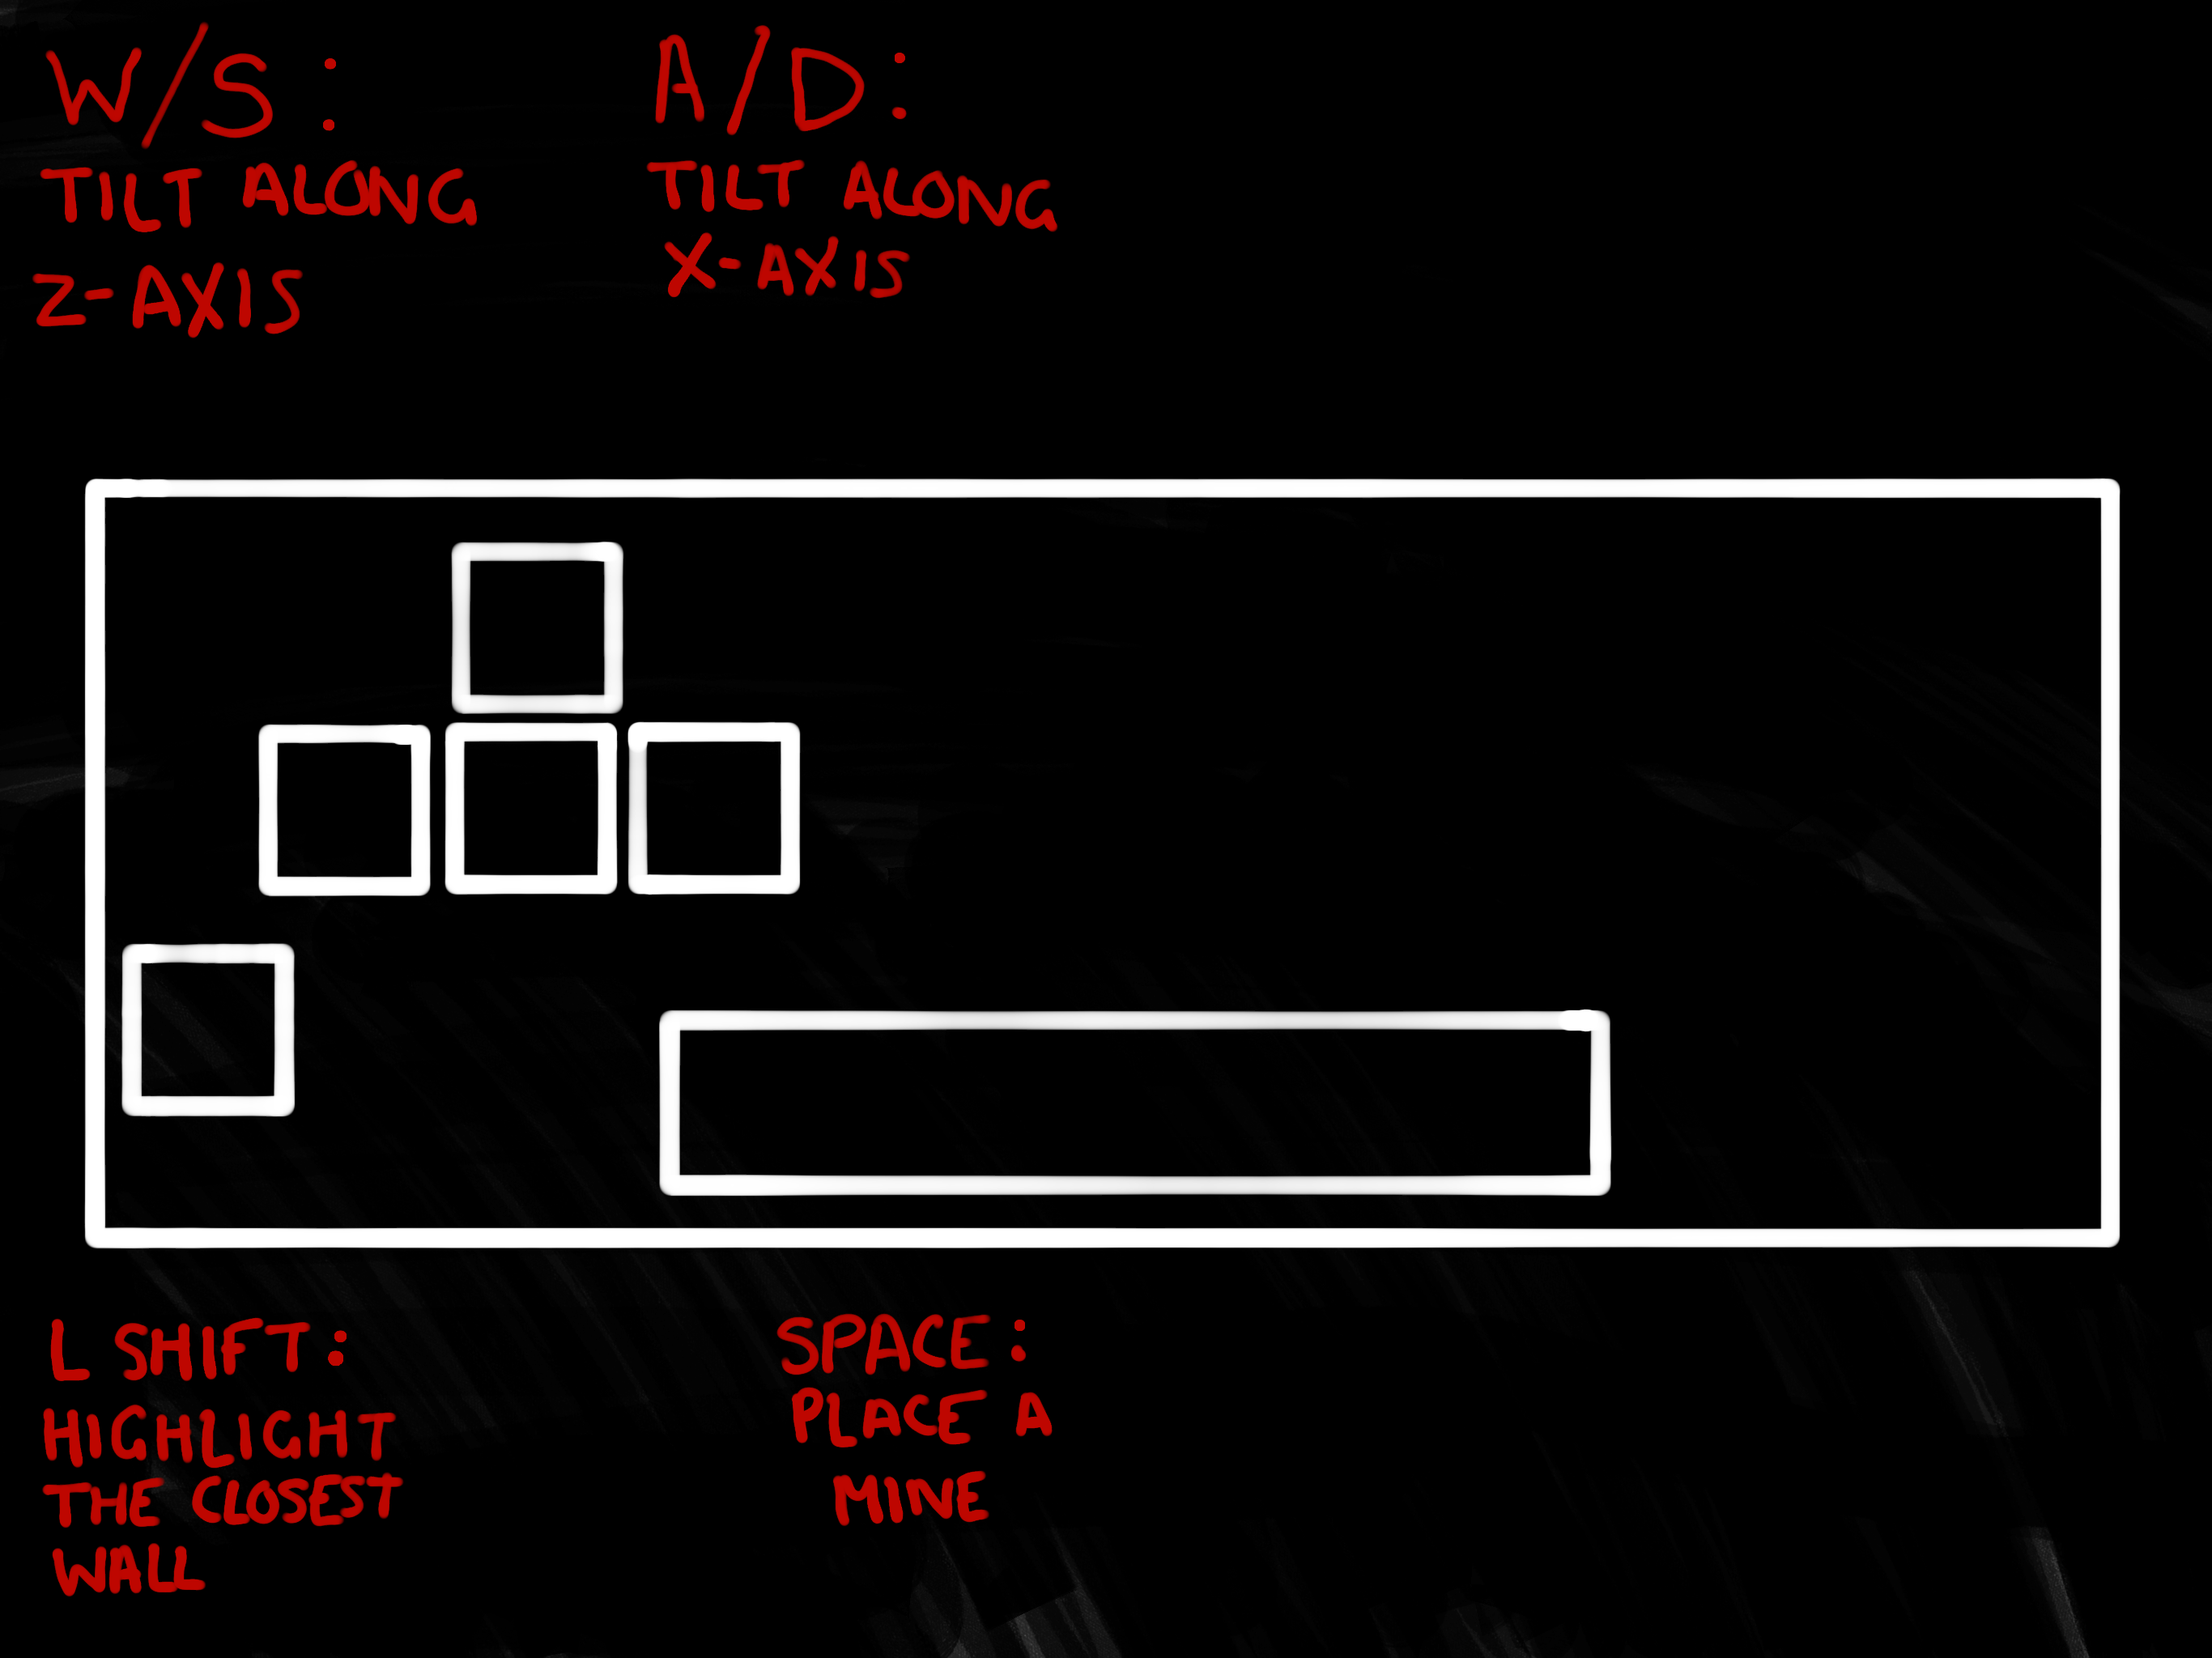 W/S:
TILT ALONG
Z-AXIS
A/D:
TILT ALONG
X-AXIS
L SHIFT:
HIGHLIGHT
THE CLOSEST
WALL
SPACE:
PLACE A
MINE